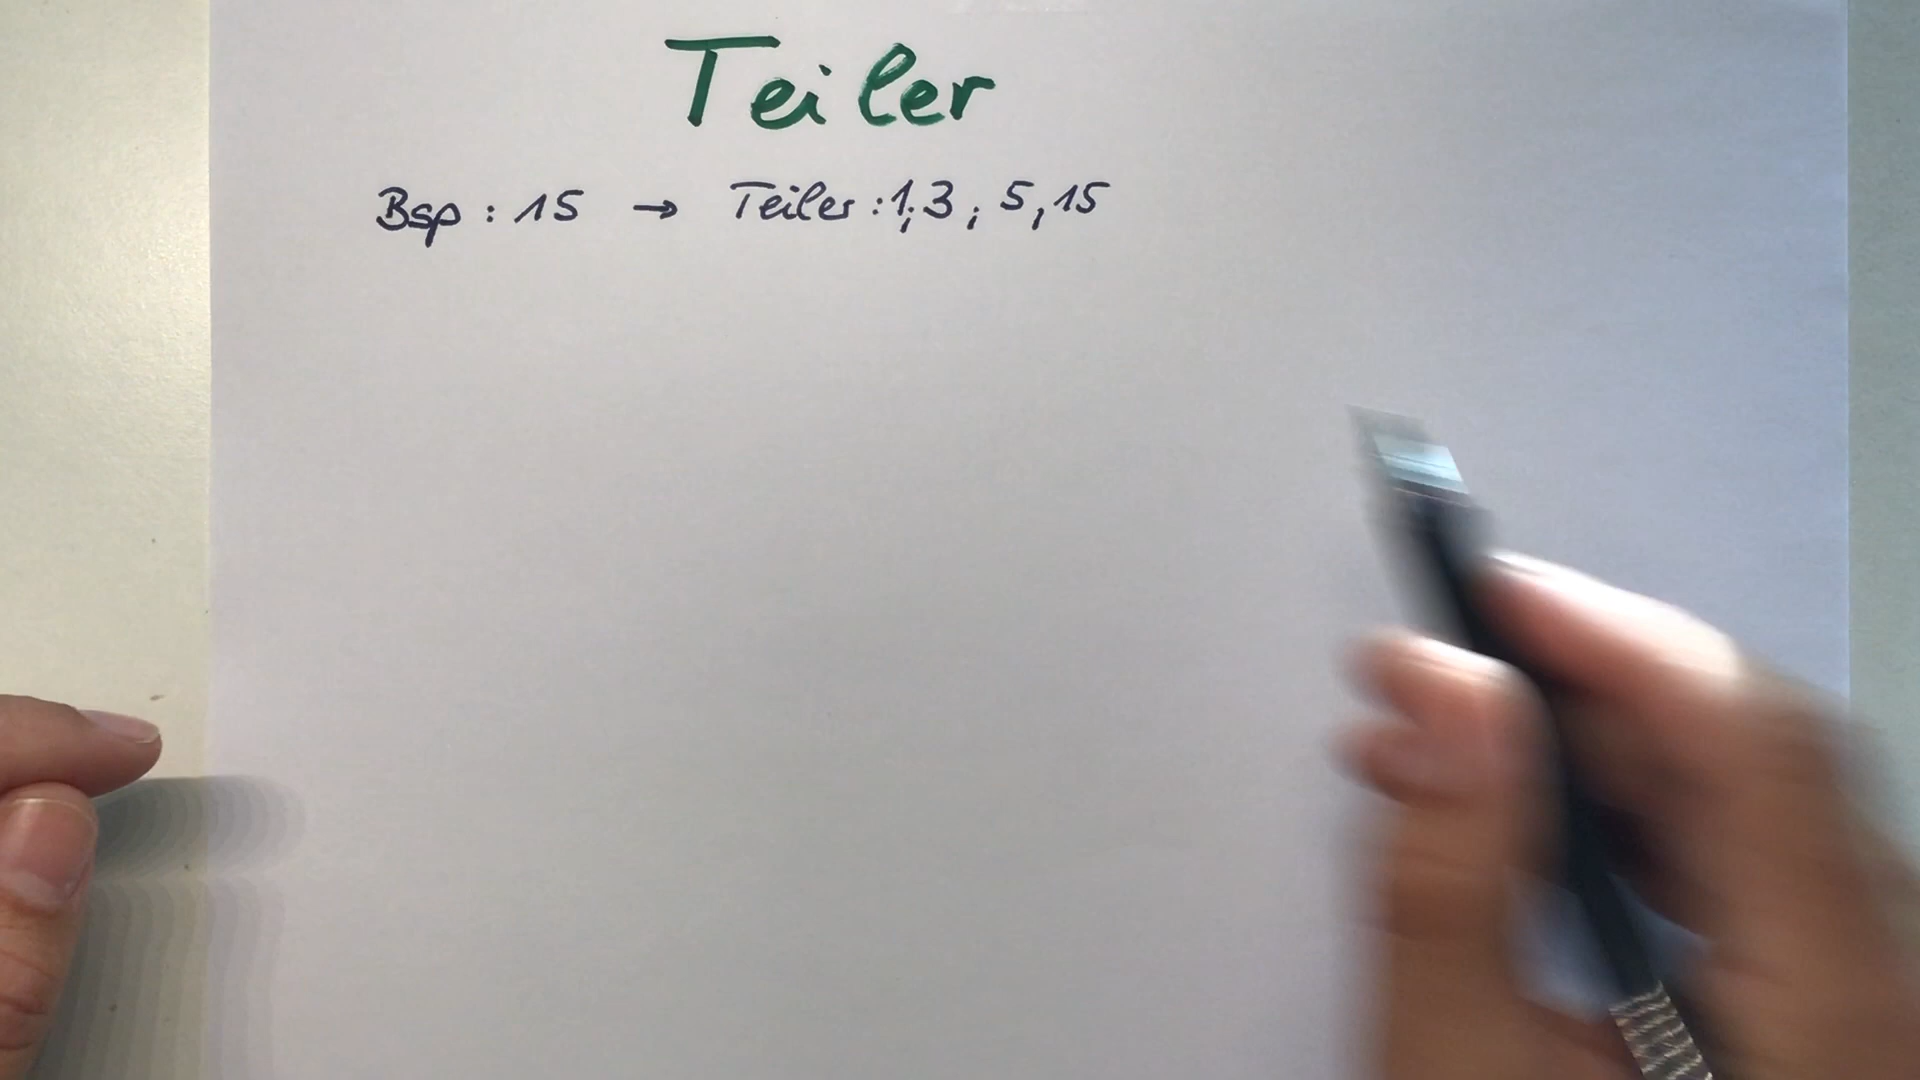 Teiler
Bsp : 15 → Teiler : 1; 3 ; 5, 15